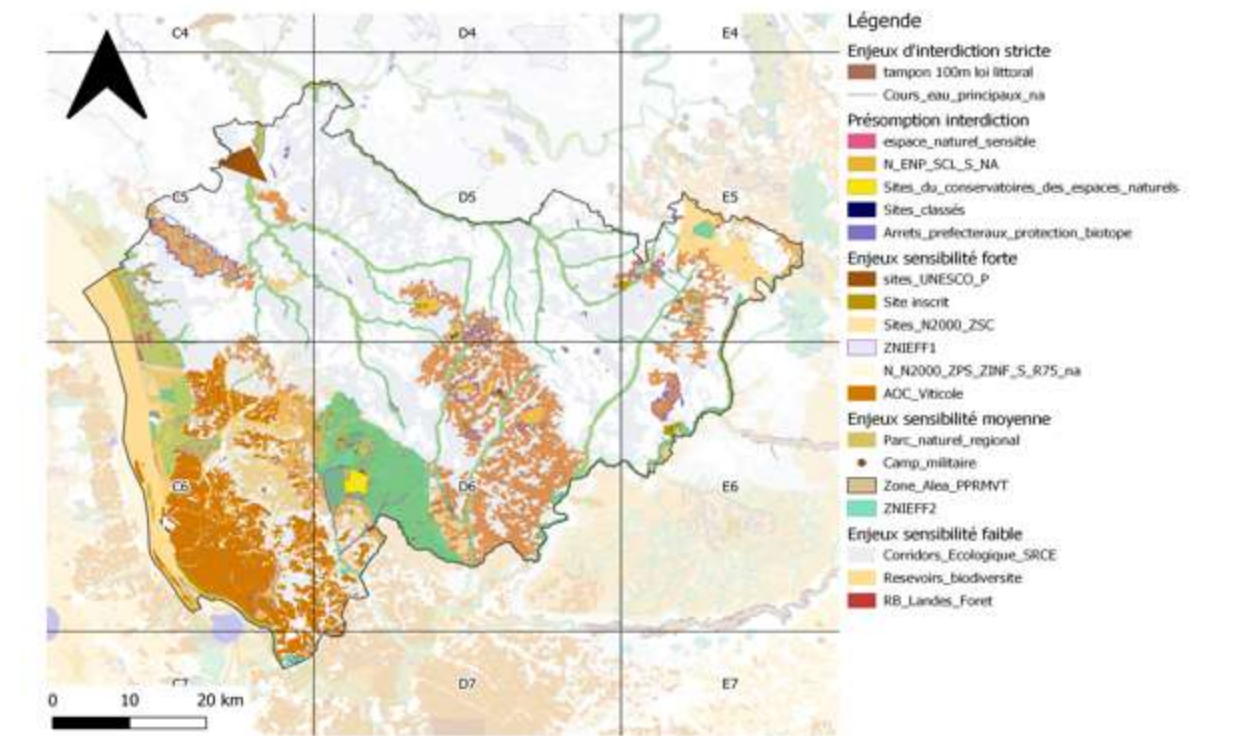 C4
D4
E4
C5
D5
E5
C6
D6
E6
C7
D7
E7
0 10 20 km
Légende
Enjeux d'interdiction stricte
tampon 100m loi littoral
Cours_eau_principaux_na
Présomption interdiction
espace_naturel_sensible
N_ENP_SCL_S_NA
Sites_du_conservatoires_des_espaces_naturels
Sites_classés
Arrets_prefecteraux_protection_biotope
Enjeux sensibilité forte
sites_UNESCO_P
Site inscrit
Sites_N2000_ZSC
ZNIEFF1
N_N2000_ZPS_ZINF_S_R75_na
AOC_Viticole
Enjeux sensibilité moyenne
Parc_naturel_regional
Camp_militaire
Zone_Alea_PPRMVT
ZNIEFF2
Enjeux sensibilité faible
Corridors_Ecologique_SRCE
Resevoirs_biodiversite
RB_Landes_Foret